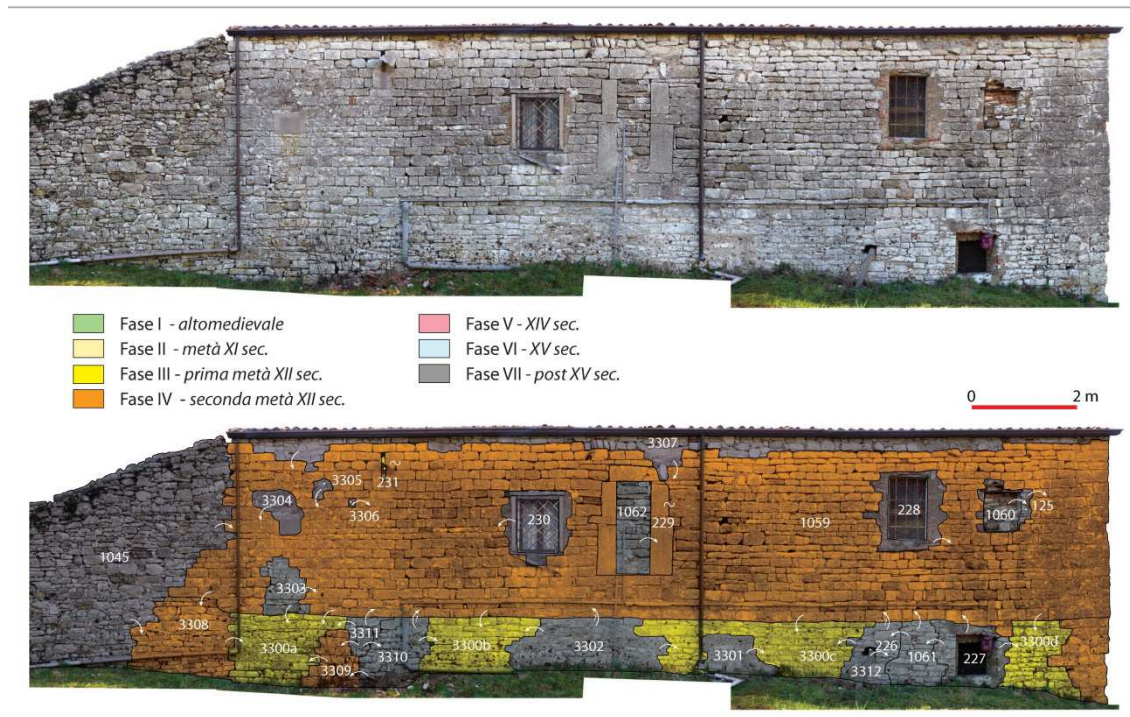 Fase I - altomedievale
Fase II - metà XI sec.
Fase III - prima metà XII sec.
Fase IV - seconda metà XII sec.
Fase V - XIV sec.
Fase VI - XV sec.
Fase VII - post XV sec.
0 2 m
3307
3305
231
3304
3306
230
1062
229
1059
228
1060
125
1045
3303
3308
3311
3300a
3309
3310
3300b
3302
3301
3300c
226
3312
1061
227
3300d